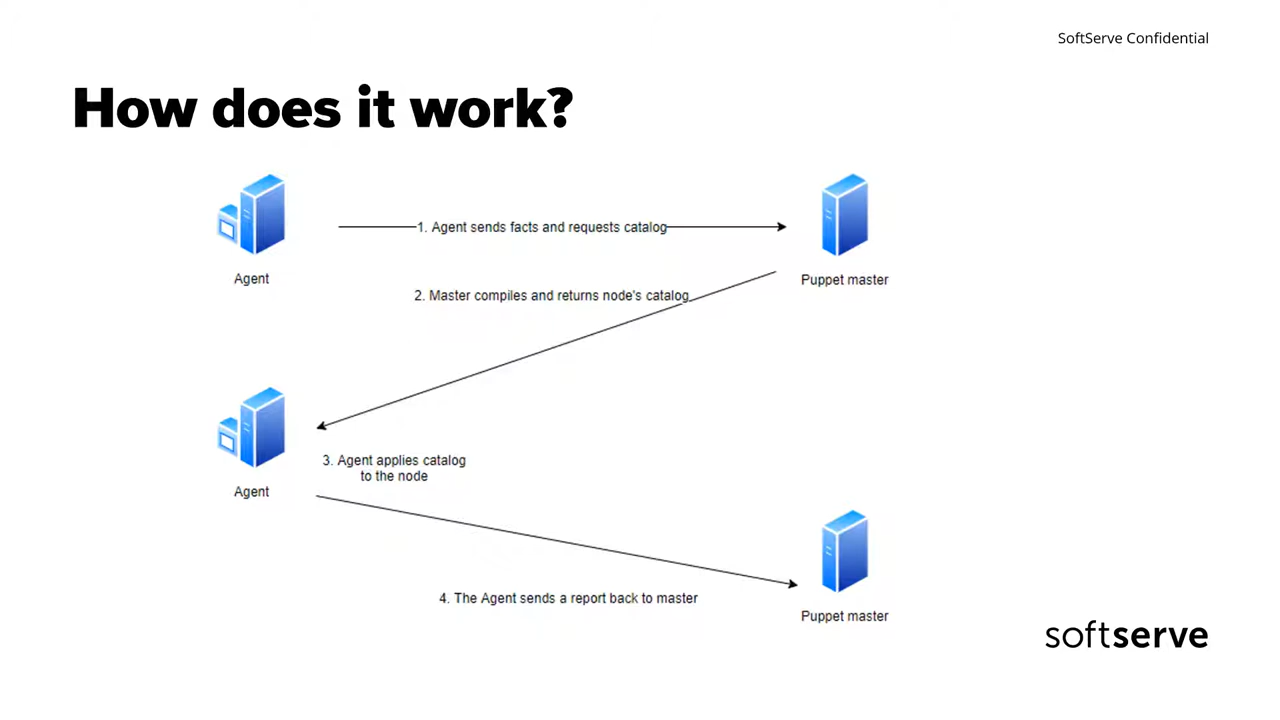 SoftServe Confidential
How does it work?
1. Agent sends facts and requests catalog
Agent
Puppet master
2. Master compiles and returns node's catalog
3. Agent applies catalog
to the node
Agent
4. The Agent sends a report back to master
Puppet master
softserve